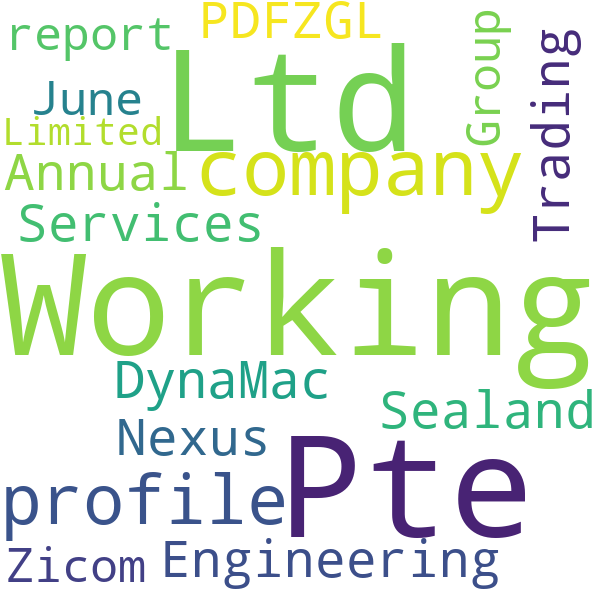 PDFZGL
report
Group
Trading
Ltd
June
Limited
Annual
company
Services
Working
DynaMac
Sealand
Nexus
Pte
profile
Zicom
Engineering